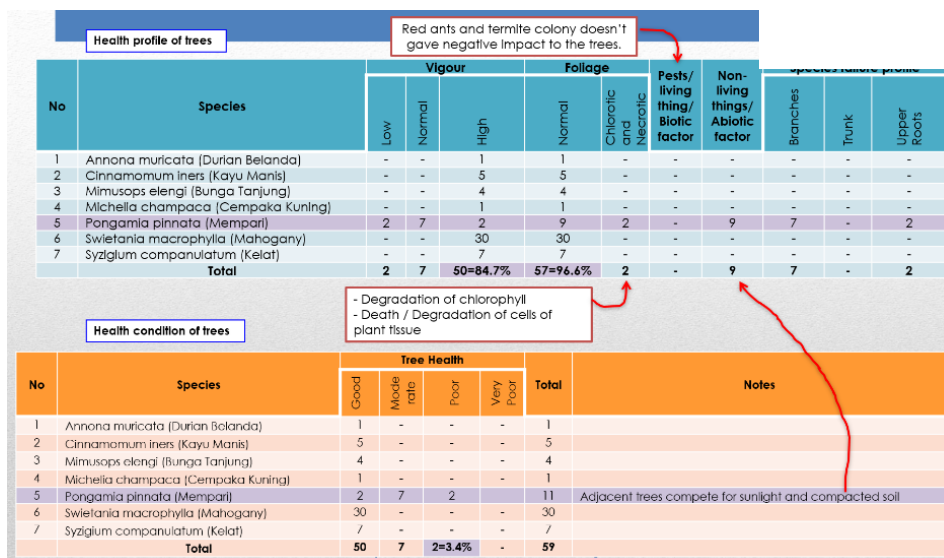 Health profile of trees
Red ants and termite colony doesn't
gave negative impact to the trees.
No Species Vigour Foliage Pests/ living thing/ Biotic factor Non-living things/ Abiotic factor Species failure profile
Low Normal High Normal Chlorotic and Necrotic Branches Trunk Upper Roots
1 Annona muricata (Durian Belanda) - - 1 1 - - - - - -
2 Cinnamomum iners (Kayu Manis) - - 5 5 - - - - - -
3 Mimusops elengi (Bunga Tanjung) - - 4 4 - - - - - -
4 Michelia champaca (Cempaka Kuning) - - 1 1 - - - - - -
5 Pongamia pinnata (Mempari) 2 7 2 9 2 - 9 7 - 2
6 Swietania macrophylla (Mahogany) - - 30 30 - - - - - -
7 Syzigium companulatum (Kelat) - - 7 7 - - - - - -
Total 2 7 50=84.7% 57=96.6% 2 - 9 7 - 2
- Degradation of chlorophyll
- Death / Degradation of cells of
plant tissue
Health condition of trees
No Species Tree Health Total Notes
Good Mode rate Poor Very Poor
1 Annona muricata (Durian Belanda) 1 - - - 1
2 Cinnamomum iners (Kayu Manis) 5 - - - 5
3 Mimusops elengi (Bunga Tanjung) 4 - - - 4
4 Michelia champaca (Cempaka Kuning) 1 - - - 1
5 Pongamia pinnata (Mempari) 2 7 2 11 Adjacent trees compete for sunlight and compacted soil
6 Swietania macrophylla (Mahogany) 30 - - - 30
7 Syzigium companulatum (Kelat) 7 - - - 7
Total 50 7 2=3.4% - 59